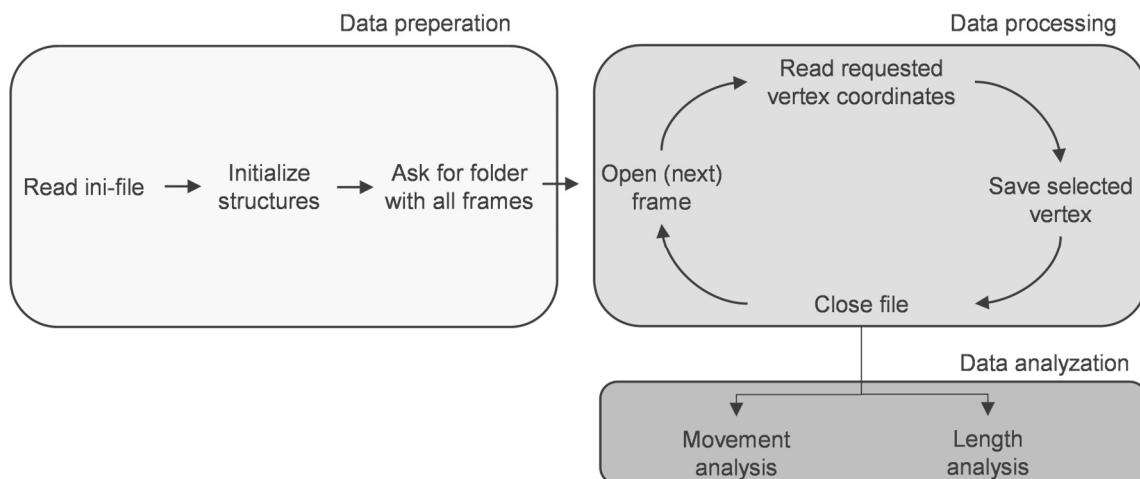 Data preperation
Read ini-file
Initialize
structures
Ask for folder
with all frames
Data processing
Read requested
vertex coordinates
Open (next)
frame
Save selected
vertex
Close file
Data analyzation
Movement
analysis
Length
analysis